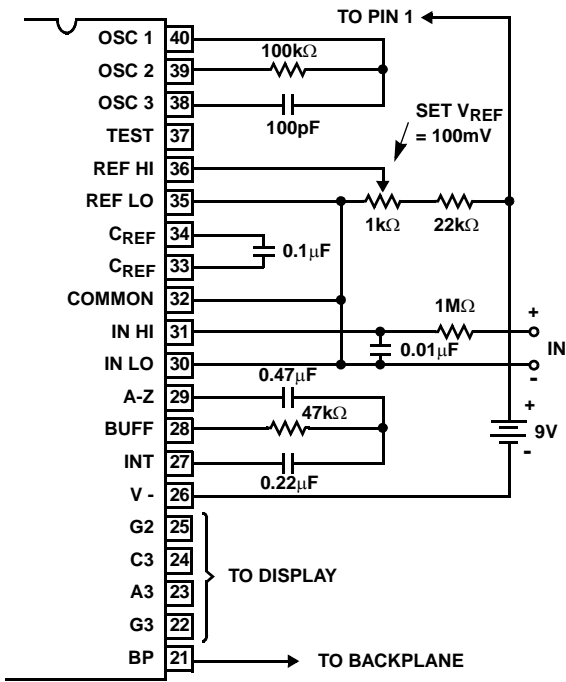 TO PIN 1
OSC 1 40
100kΩ
OSC 2 39
OSC 3 38
100pF
SET VREF
= 100mV
TEST 37
REF HI 36
REF LO 35
1kΩ 22kΩ
CREF 34
0.1μF
CREF 33
COMMON 32
1MΩ
+
IN HI 31
IN
0.01μF
IN LO 30
-
0.47μF
A-Z 29
+
47kΩ
BUFF 28
9V
-
INT 27
0.22μF
V - 26
G2 25
C3 24
TO DISPLAY
A3 23
G3 22
BP 21
TO BACKPLANE